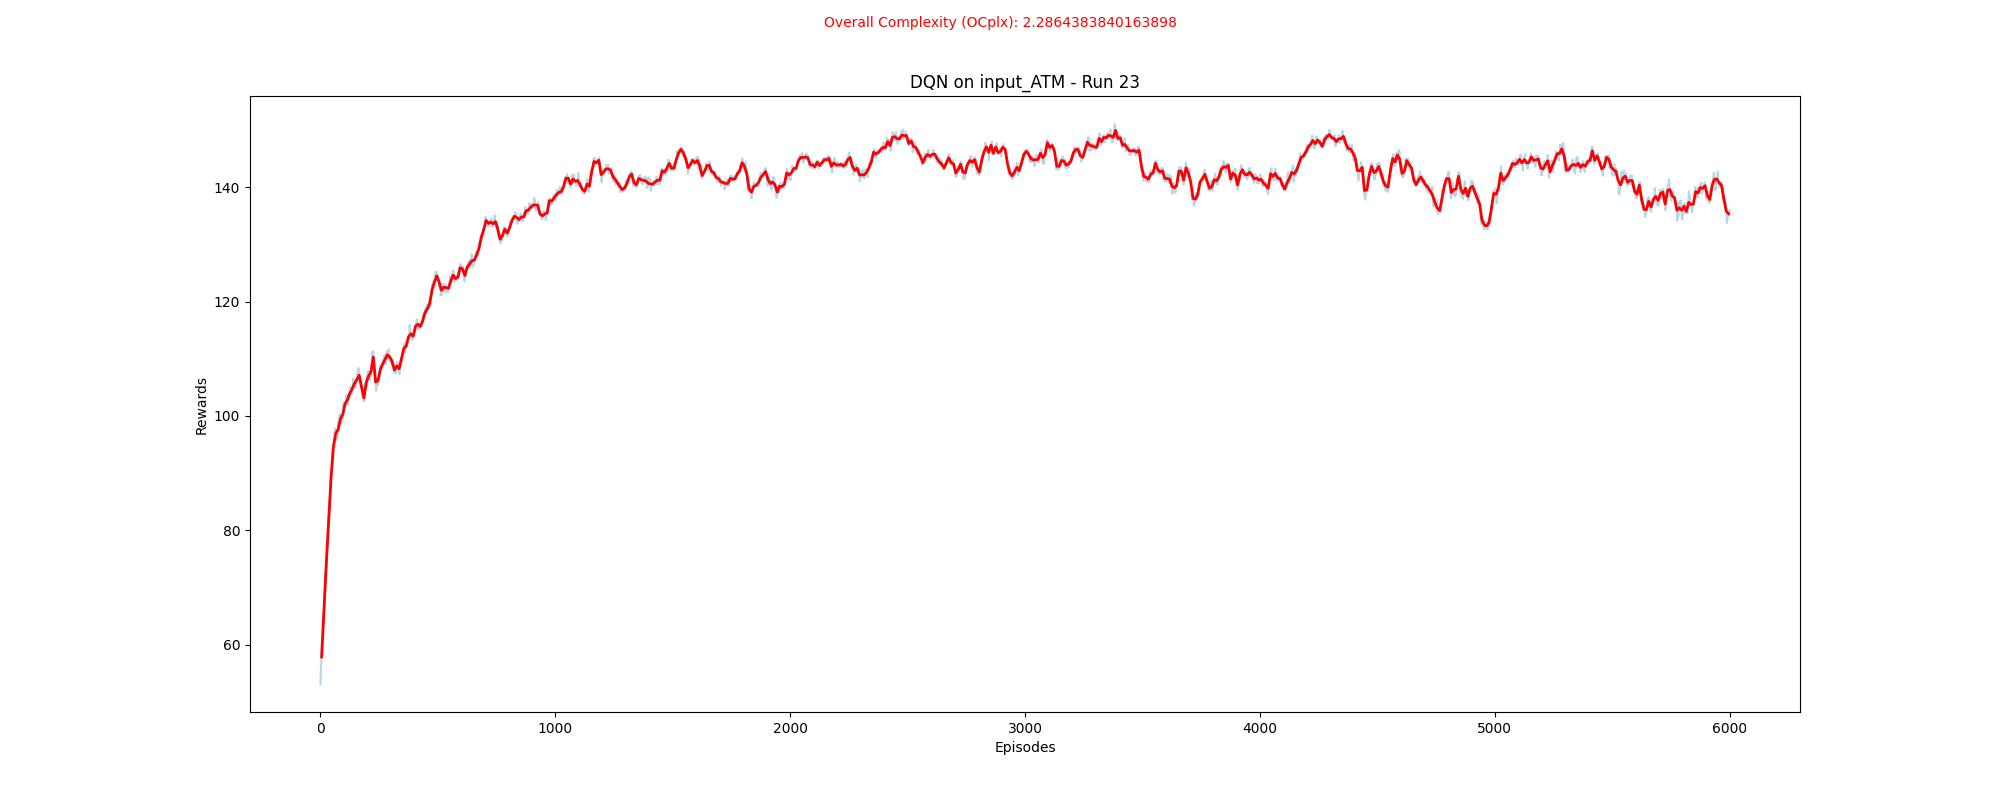 Overall Complexity (OCplx): 2.2864383840163898
DQN on input_ATM - Run 23
140
120
100
80
60
Rewards
0 1000 2000 3000 4000 5000 6000
Episodes